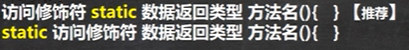 访问修饰符 static 数据返回类型 方法名(){ }【推荐】
static 访问修饰符 数据返回类型 方法名(){ }